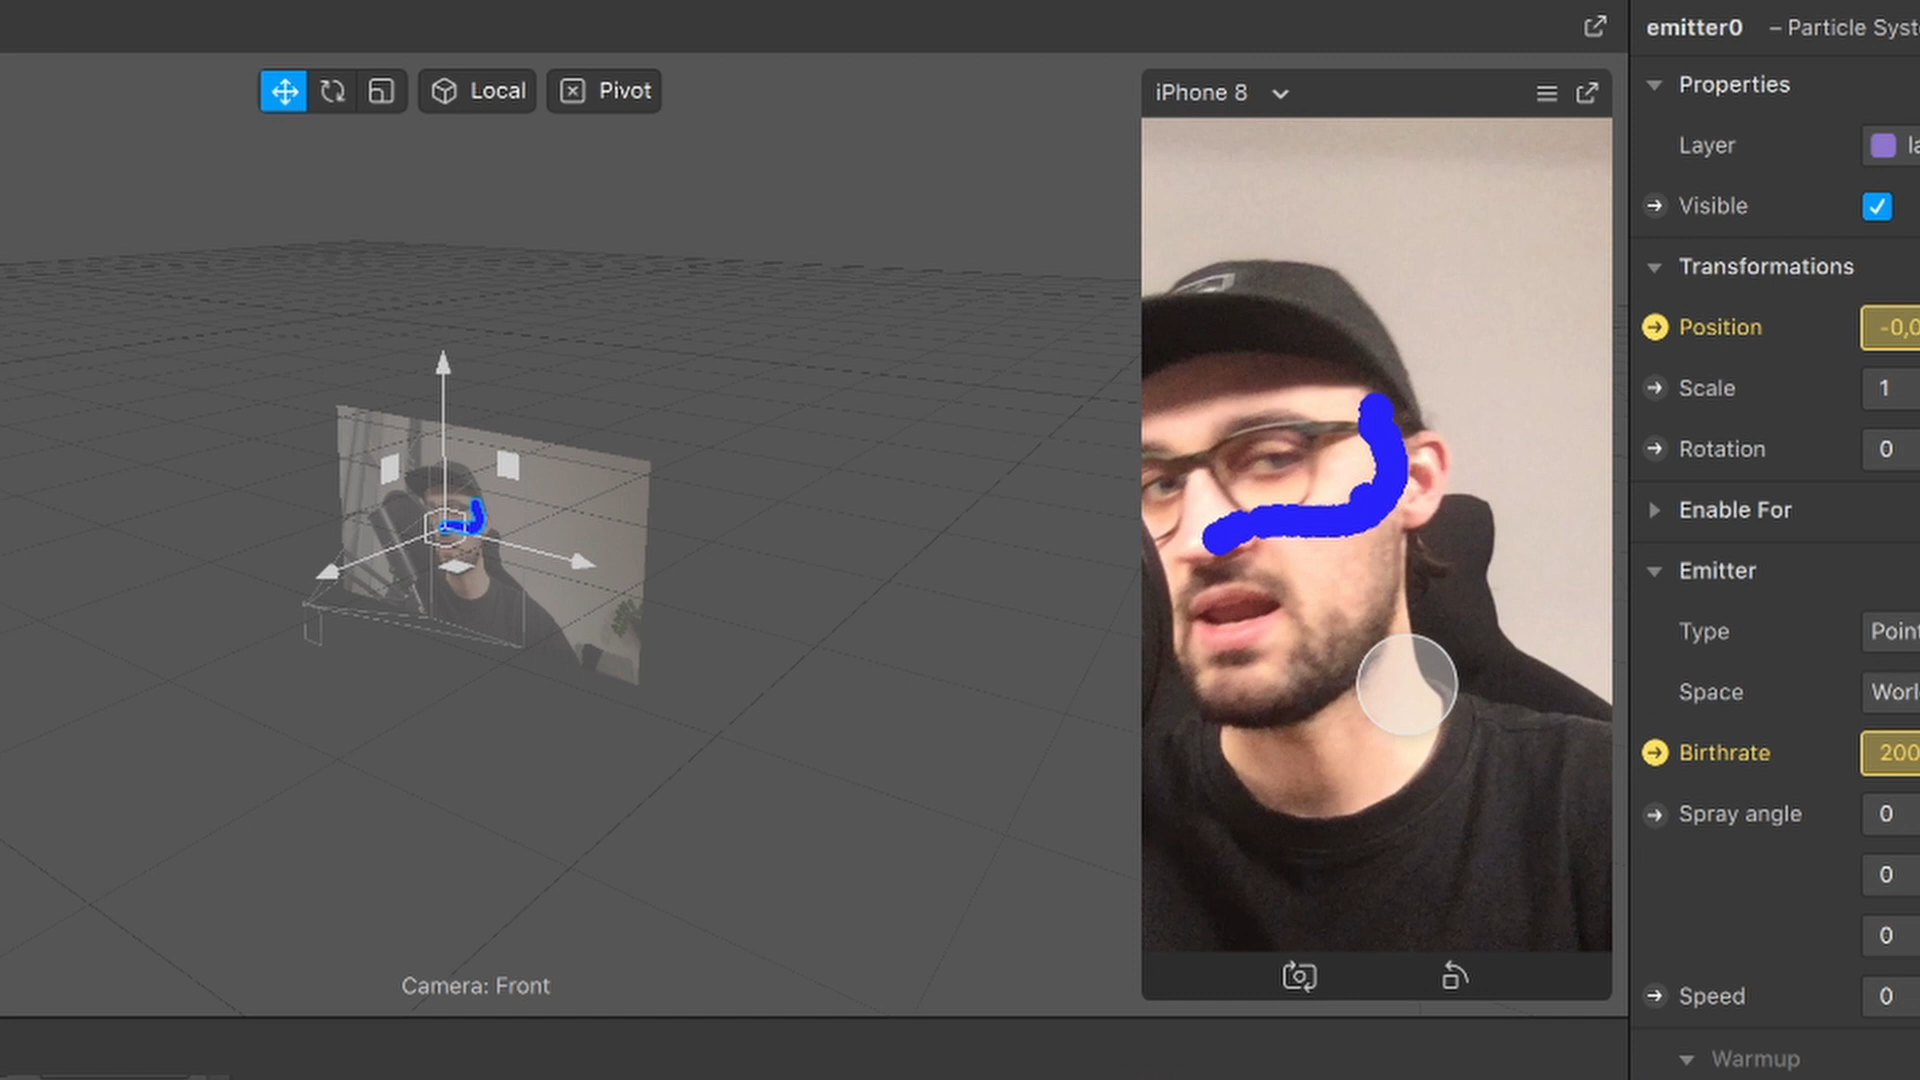 emitter0 – Particle Syst
Local
Pivot
iPhone 8
Properties
Layer
la
Visible
Transformations
Position
-0,0
Scale
1
Rotation
0
Enable For
Emitter
Type
Point
Space
Worl
Birthrate
200
Spray angle
0
0
0
Speed
0
Camera: Front
Warmup